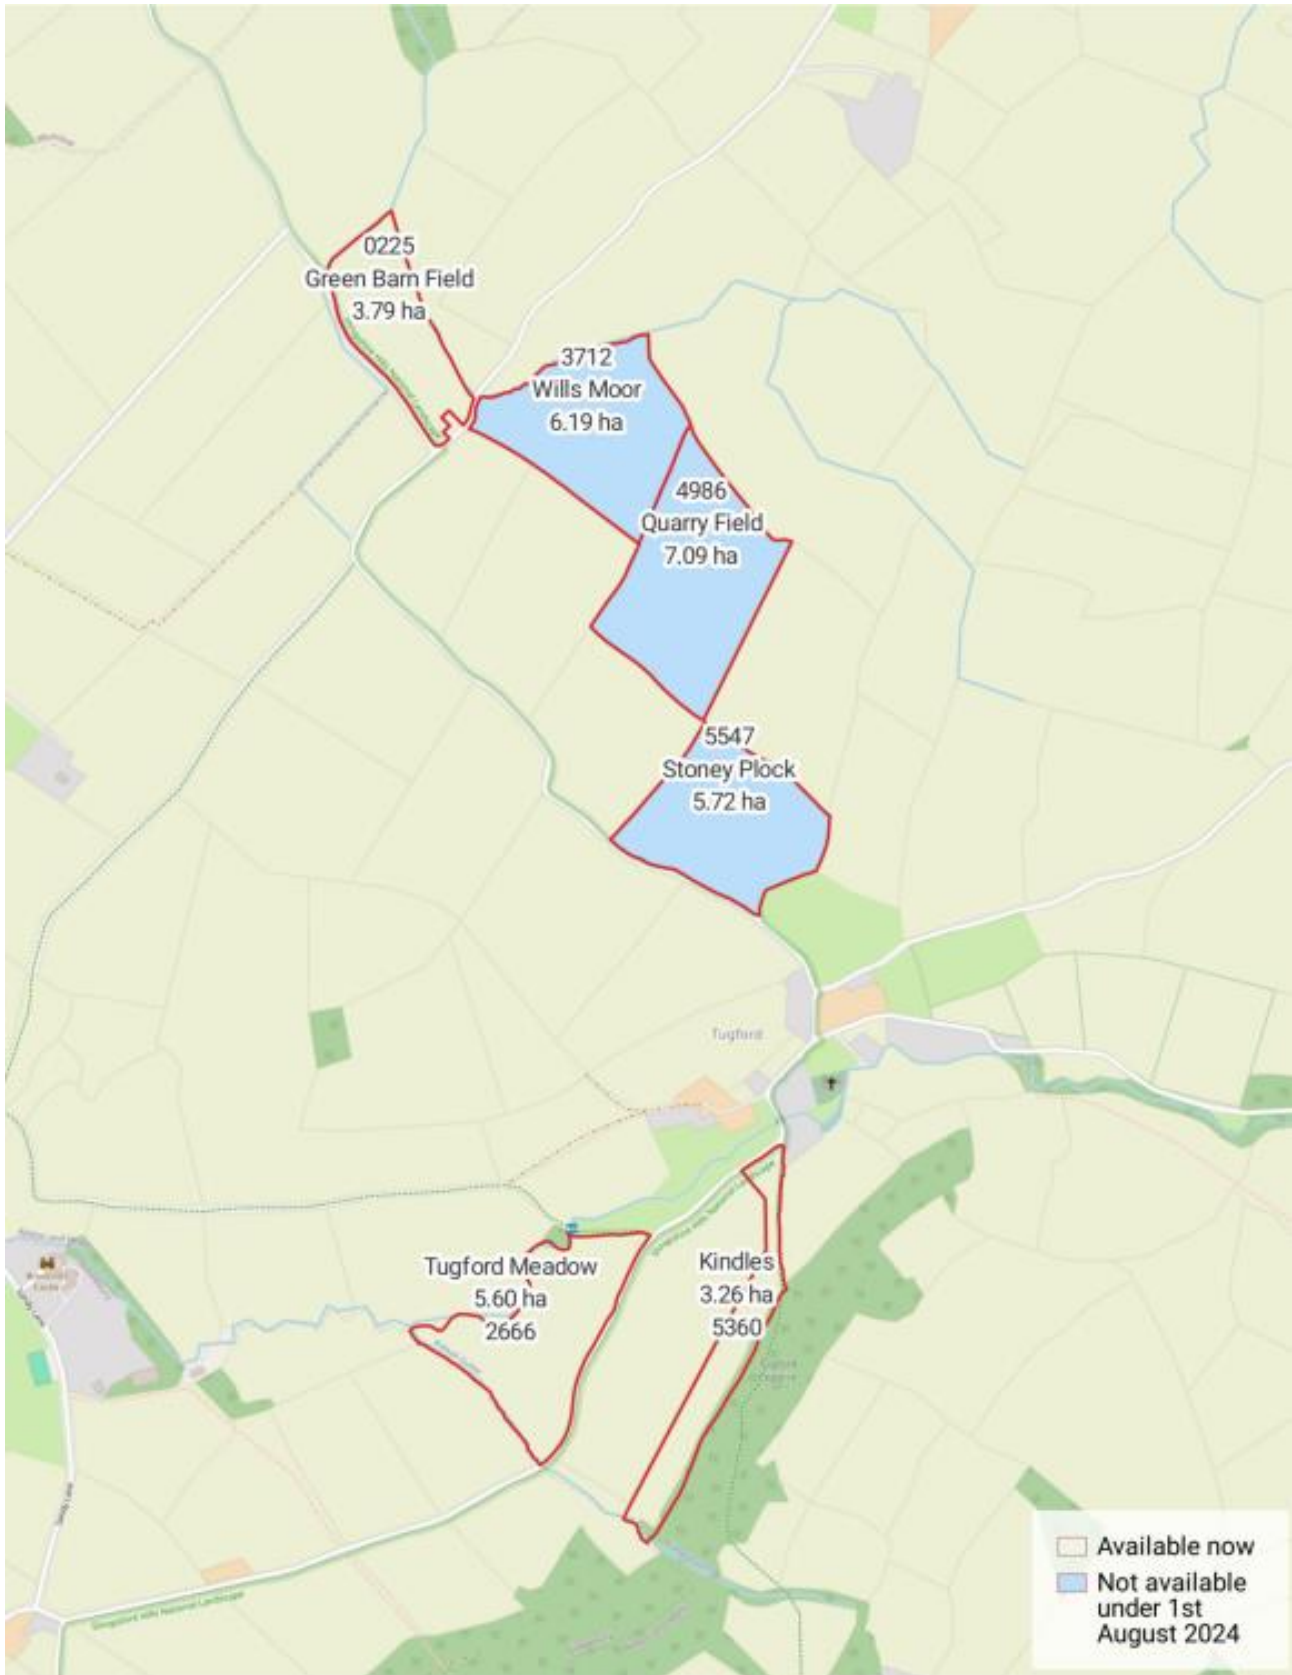 0225
Green Barn Field
3.79 ha
3712
Wills Moor
6.19 ha
4986
Quarry Field
7.09 ha
5547
Stoney Plock
5.72 ha
Tugford
Tugford Meadow
5.60 ha
2666
Kindles
3.26 ha
5360
Available now
Not available
under 1st
August 2024